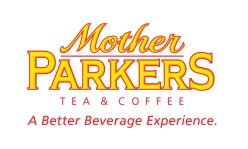 Mother
PARKERS
TEA & COFFEE
A Better Beverage Experience.